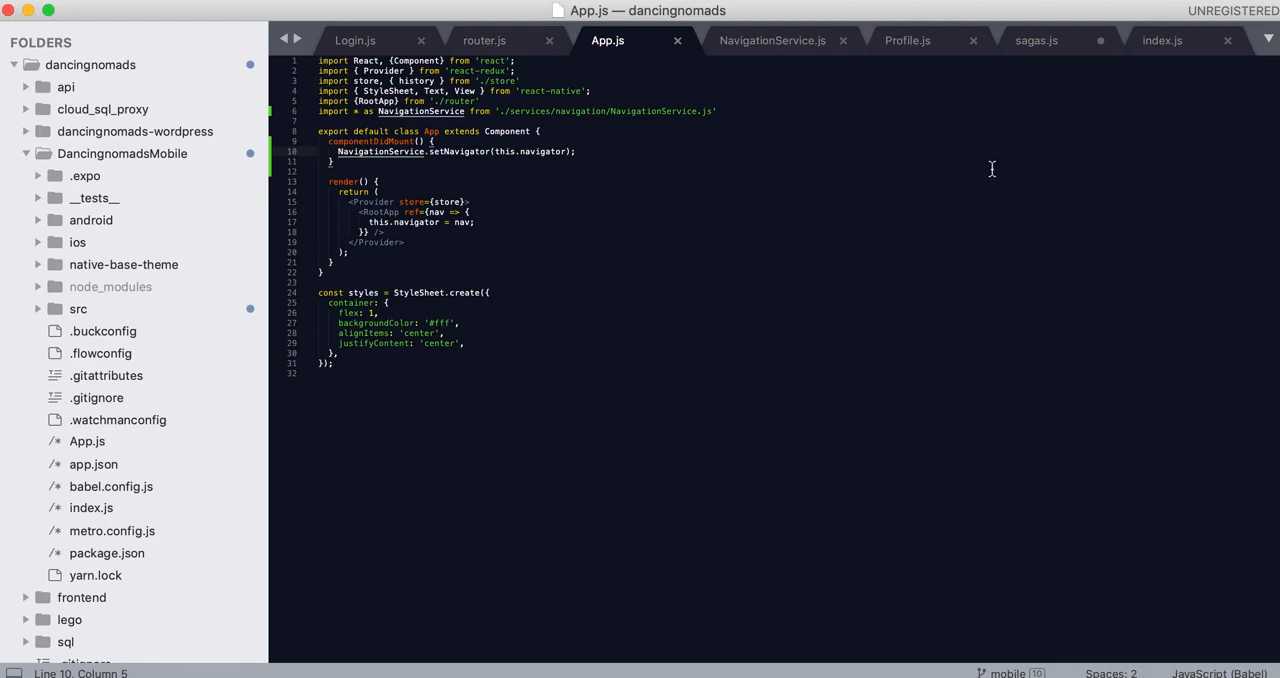 App.js — dancingnomads
UNREGISTERED
FOLDERS
dancingnomads
api
cloud_sql_proxy
dancingnomads-wordpress
DancingnomadsMobile
.expo
__tests__
android
ios
native-base-theme
node_modules
src
.buckconfig
.flowconfig
.gitattributes
.gitignore
.watchmanconfig
/* App.js
/* app.json
/* babel.config.js
/* index.js
/* metro.config.js
/* package.json
yarn.lock
frontend
lego
sql
.gitignore
Login.js
router.js
App.js
NavigationService.js
Profile.js
sagas.js
index.js
1 import React, {Component} from 'react';
2 import { Provider } from 'react-redux';
3 import store, { history } from './store'
4 import { StyleSheet, Text, View } from 'react-native';
5 import {RootApp} from './router'
6 import * as NavigationService from './services/navigation/NavigationService.js'
7
8 export default class App extends Component {
9 componentDidMount() {
10 NavigationService.setNavigator(this.navigator);
11 }
12
13 render() {
14 return (
15 <Provider store={store}>
16 <RootApp ref={nav => {
17 this.navigator = nav;
18 }} />
19 </Provider>
20 );
21 }
22 }
23
24 const styles = StyleSheet.create({
25 container: {
26 flex: 1,
27 backgroundColor: '#fff',
28 alignItems: 'center',
29 justifyContent: 'center',
30 },
31 });
32
Line 10, Column 5
mobile 10
Spaces: 2
JavaScript (Babel)